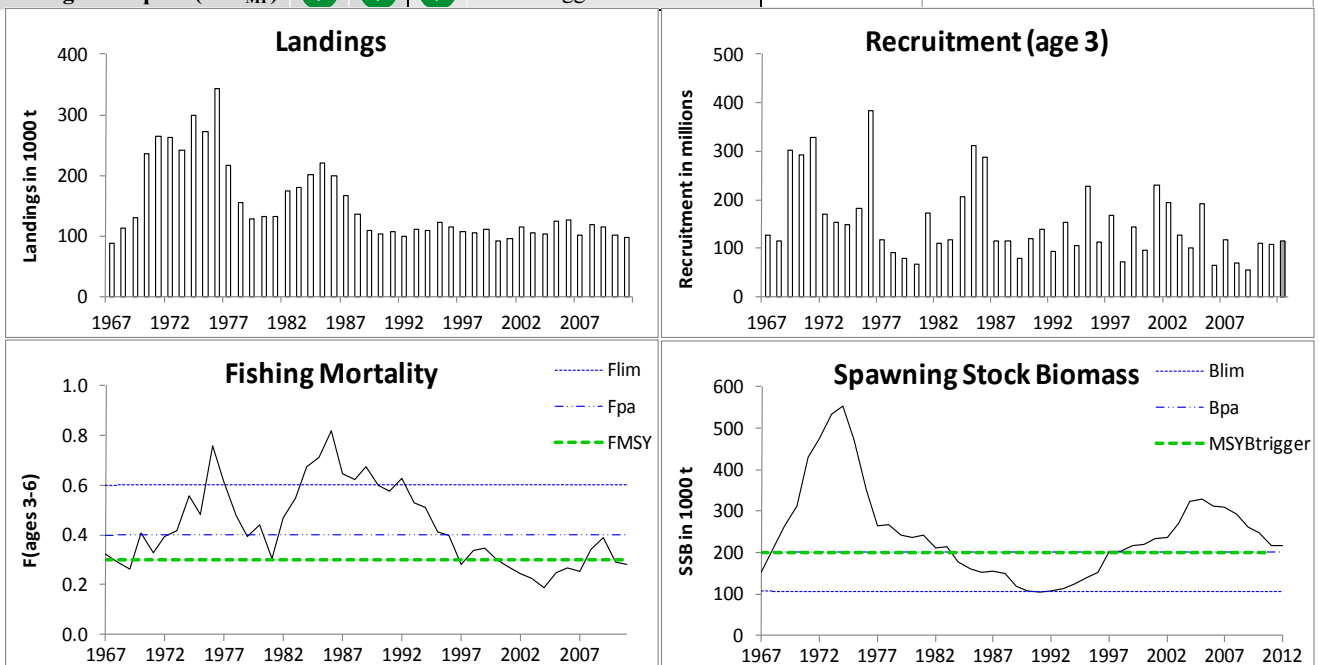 Landings
400
300
200
100
0
Landings in 1000 t
1967 1972 1977 1982 1987 1992 1997 2002 2007
Recruitment (age 3)
500
400
300
200
100
0
Recruitment in millions
1967 1972 1977 1982 1987 1992 1997 2002 2007
Fishing Mortality
Flim
Fpa
FMSY
1.0
0.8
0.6
0.4
0.2
0.0
F(ages 3-6)
1967 1972 1977 1982 1987 1992 1997 2002 2007
Spawning Stock Biomass
Blim
Bpa
MSYBtrigger
600
500
400
300
200
100
0
SSB in 1000 t
1967 1972 1977 1982 1987 1992 1997 2002 2007 2012